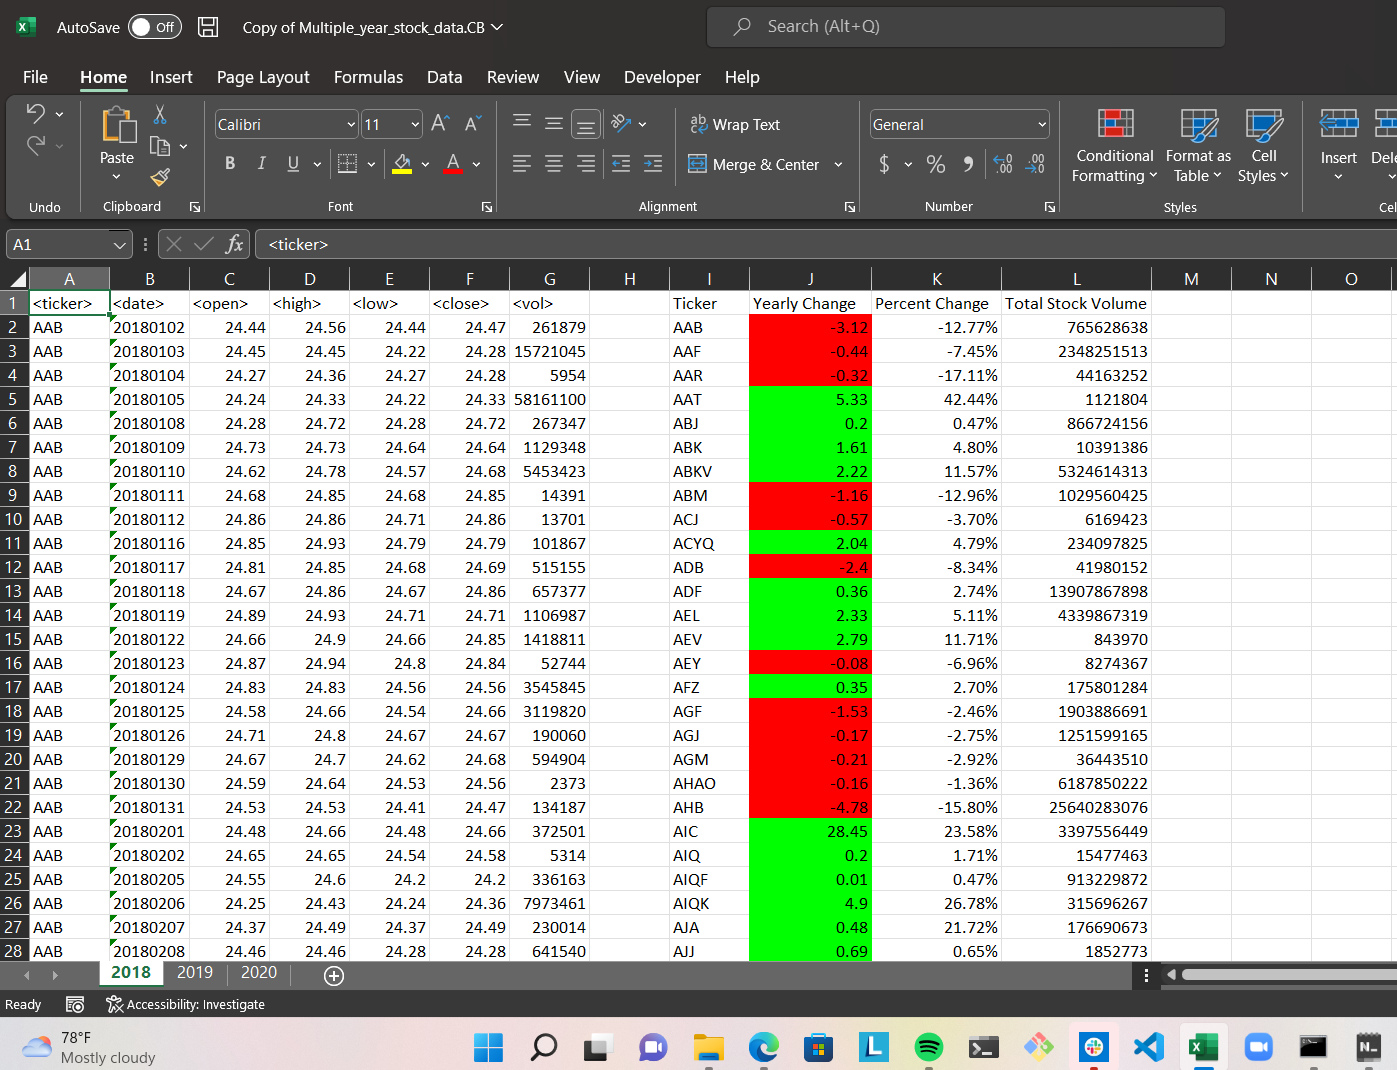 AutoSave Off Copy of Multiple_year_stock_data.CB Search (Alt+Q)
File Home Insert Page Layout Formulas Data Review View Developer Help
Calibri 11 ab Wrap Text General
Paste B I U A Merge & Center $ % , .00 Conditional Formatting Format as Table Cell Styles Insert Dele
Undo Clipboard Font Alignment Number Styles Cel
A1 fx <ticker>
A B C D E F G H I J K L M N O
1 <ticker> <date> <open> <high> <low> <close> <vol> Ticker Yearly Change Percent Change Total Stock Volume
2 AAB 20180102 24.44 24.56 24.44 24.47 261879 AAB -3.12 -12.77% 765628638
3 AAB 20180103 24.45 24.45 24.22 24.28 15721045 AAF -0.44 -7.45% 2348251513
4 AAB 20180104 24.27 24.36 24.27 24.28 5954 AAR -0.32 -17.11% 44163252
5 AAB 20180105 24.24 24.33 24.22 24.33 58161100 AAT 5.33 42.44% 1121804
6 AAB 20180108 24.28 24.72 24.28 24.72 267347 ABJ 0.2 0.47% 866724156
7 AAB 20180109 24.73 24.73 24.64 24.64 1129348 ABK 1.61 4.80% 10391386
8 AAB 20180110 24.62 24.78 24.57 24.68 5453423 ABKV 2.22 11.57% 5324614313
9 AAB 20180111 24.68 24.85 24.68 24.85 14391 ABM -1.16 -12.96% 1029560425
10 AAB 20180112 24.86 24.86 24.71 24.86 13701 ACJ -0.57 -3.70% 6169423
11 AAB 20180116 24.85 24.93 24.79 24.79 101867 ACYQ 2.04 4.79% 234097825
12 AAB 20180117 24.81 24.85 24.68 24.69 515155 ADB -2.4 -8.34% 41980152
13 AAB 20180118 24.67 24.86 24.67 24.86 657377 ADF 0.36 2.74% 13907867898
14 AAB 20180119 24.89 24.93 24.71 24.71 1106987 AEL 2.33 5.11% 4339867319
15 AAB 20180122 24.66 24.9 24.66 24.85 1418811 AEV 2.79 11.71% 843970
16 AAB 20180123 24.87 24.94 24.8 24.84 52744 AEY -0.08 -6.96% 8274367
17 AAB 20180124 24.83 24.83 24.56 24.56 3545845 AFZ 0.35 2.70% 175801284
18 AAB 20180125 24.58 24.66 24.54 24.66 3119820 AGF -1.53 -2.46% 1903886691
19 AAB 20180126 24.71 24.8 24.67 24.67 190060 AGJ -0.17 -2.75% 1251599165
20 AAB 20180129 24.67 24.7 24.62 24.68 594904 AGM -0.21 -2.92% 36443510
21 AAB 20180130 24.59 24.64 24.53 24.56 2373 AHAO -0.16 -1.36% 6187850222
22 AAB 20180131 24.53 24.53 24.41 24.47 134187 AHB -4.78 -15.80% 25640283076
23 AAB 20180201 24.48 24.66 24.48 24.66 372501 AIC 28.45 23.58% 3397556449
24 AAB 20180202 24.65 24.65 24.54 24.58 5314 AIQ 0.2 1.71% 15477463
25 AAB 20180205 24.55 24.6 24.2 24.2 336163 AIQF 0.01 0.47% 913229872
26 AAB 20180206 24.25 24.43 24.24 24.36 7973461 AIQK 4.9 26.78% 315696267
27 AAB 20180207 24.37 24.49 24.37 24.49 230014 AJA 0.48 21.72% 176690673
28 AAB 20180208 24.46 24.46 24.28 24.28 641540 AJJ 0.69 0.65% 1852773
2018 2019 2020
Ready Accessibility: Investigate
78°F
Mostly cloudy